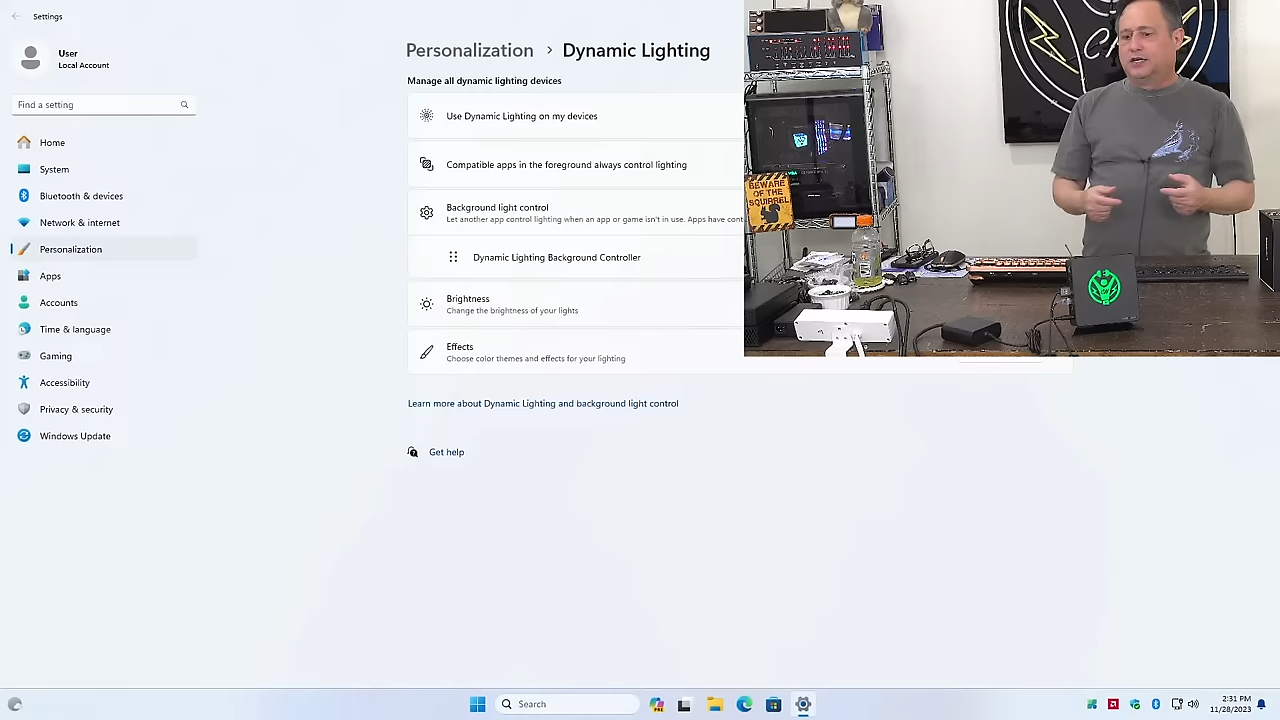 Settings
User
Local Account
Find a setting
Home
System
Bluetooth & devices
Network & internet
Personalization
Apps
Accounts
Time & language
Gaming
Accessibility
Privacy & security
Windows Update
Personalization > Dynamic Lighting
Manage all dynamic lighting devices
Use Dynamic Lighting on my devices
Compatible apps in the foreground always control lighting
Background light control
Let another app control lighting when an app or game isn't in use. Apps have cont
Dynamic Lighting Background Controller
Brightness
Change the brightness of your lights
Effects
Choose color themes and effects for your lighting
Learn more about Dynamic Lighting and background light control
Get help
BEWARE
OF THE
SQUIRREL
Search
2:31 PM
11/28/2023